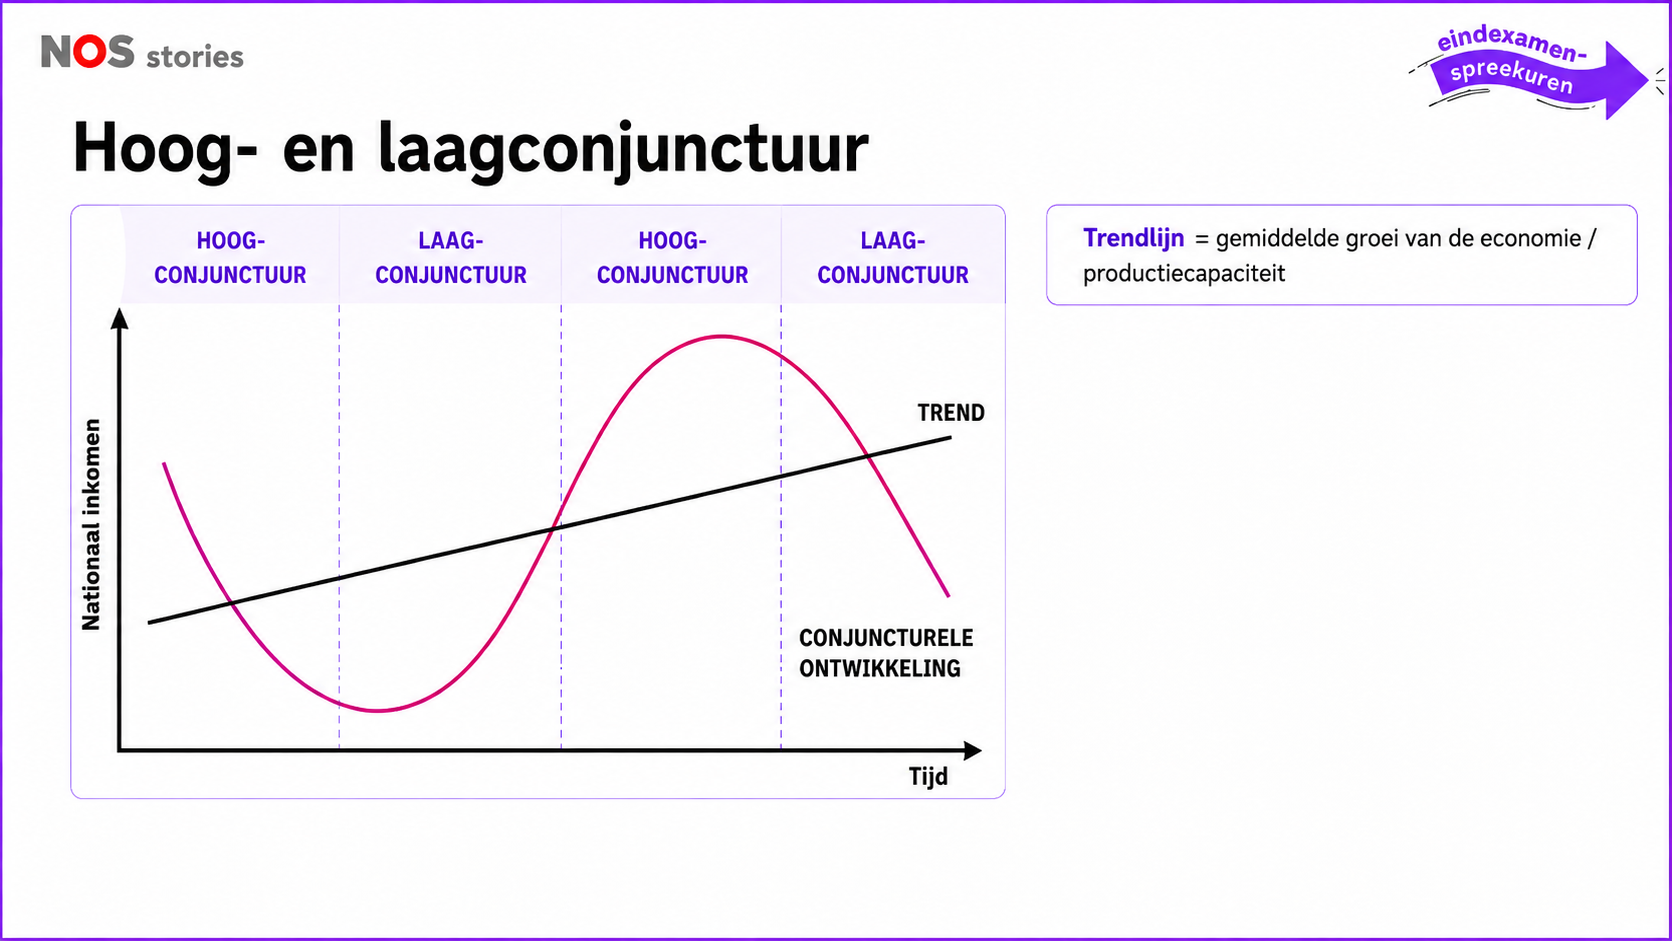 NOS stories
eindexamen-
spreekuren
Hoog- en laagconjunctuur
HOOG-
CONJUNCTUUR
LAAG-
CONJUNCTUUR
HOOG-
CONJUNCTUUR
LAAG-
CONJUNCTUUR
Trendlijn = gemiddelde groei van de economie /
productiecapaciteit
Nationaal inkomen
TREND
CONJUNCTURELE
ONTWIKKELING
Tijd